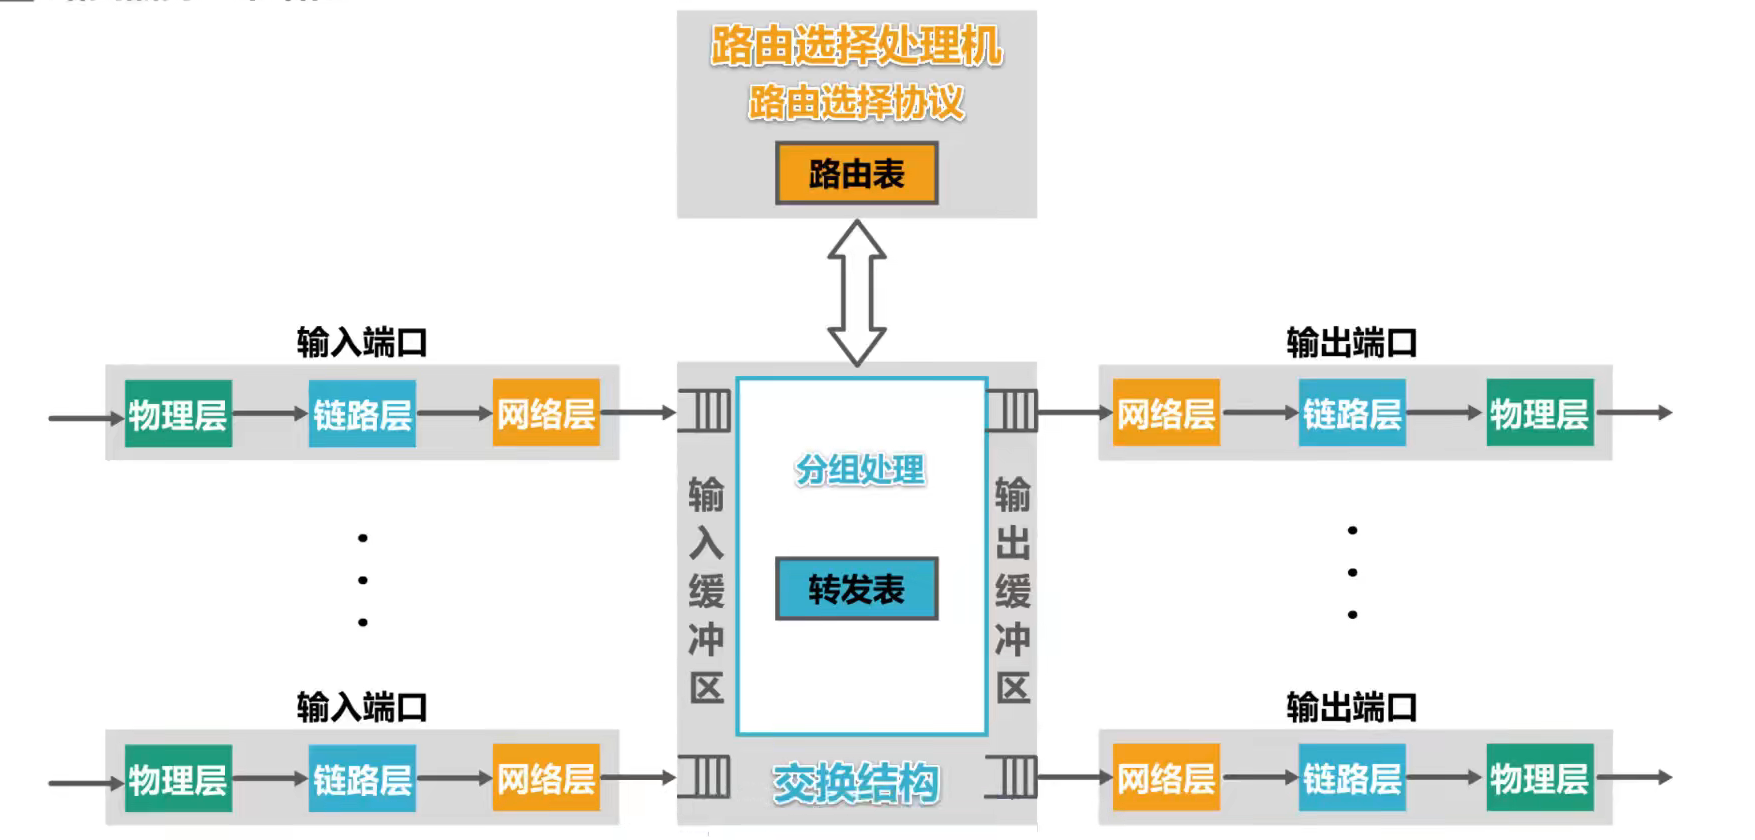 路由选择处理机
路由选择协议
路由表
输入端口
物理层
链路层
网络层
输出端口
网络层
链路层
物理层
输入缓冲区
分组处理
转发表
输出缓冲区
输入端口
物理层
链路层
网络层
交换结构
输出端口
网络层
链路层
物理层